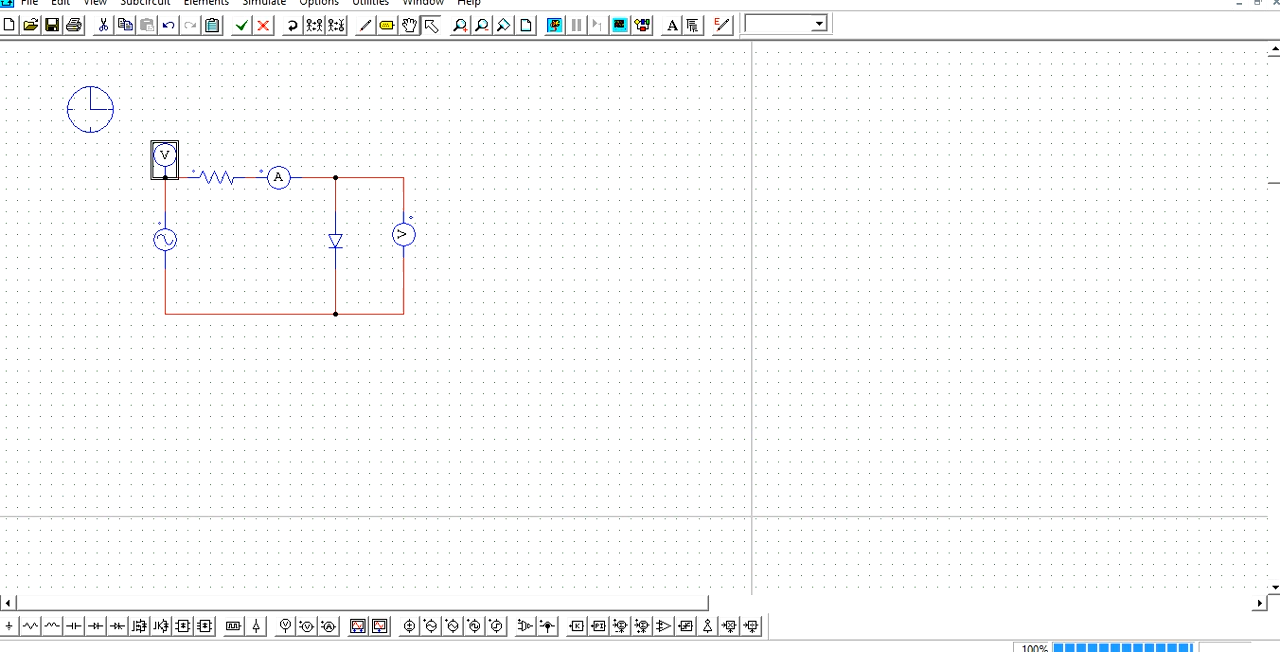 File Edit View Subcircuit Elements Simulate Options Utilities Window Help
A
V
A
V
100%